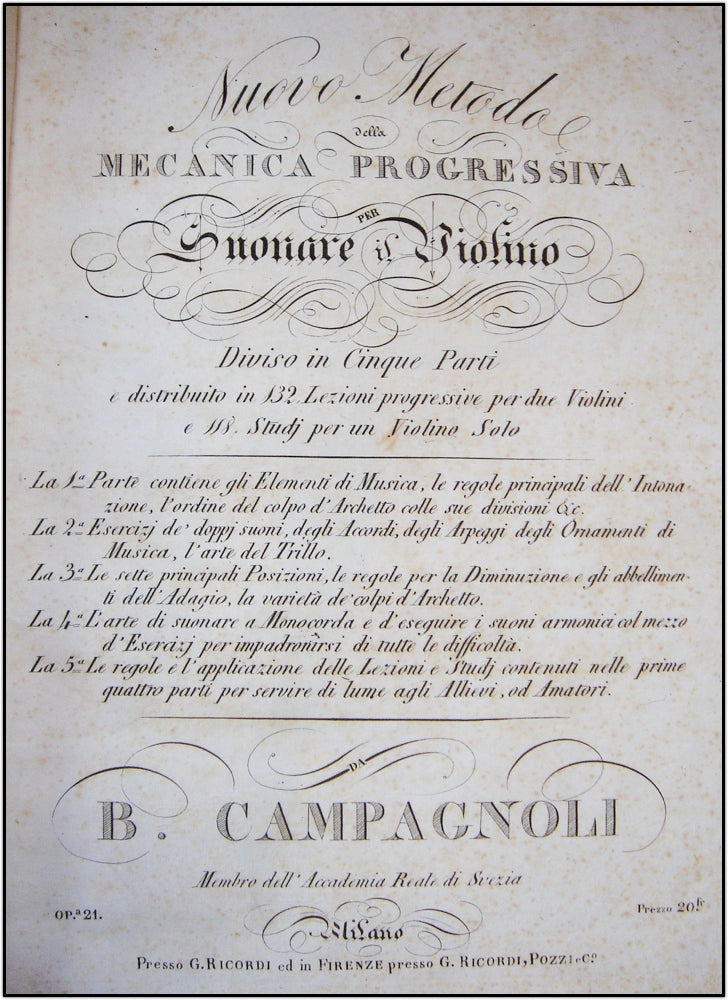 Nuovo Metodo
della
MECANICA PROGRESSIVA
PER
Suonare il Violino
Diviso in Cinque Parti
e distribuito in 132. Lezioni progressive per due Violini
e 118. Studj per un Violino Solo
La 1.ª Parte contiene gli Elementi di Musica, le regole principali dell'Intona-
zione, l'ordine del colpo d'Archetto colle sue divisioni &c.
La 2.ª Esercizj de' doppj suoni, degli Accordi, degli Arpeggi degli Ornamenti di
Musica, l'arte del Trillo.
La 3.ª Le sette principali Posizioni, le regole per la Diminuzione e gli abbellimen-
ti dell'Adagio, la varietà de' colpi d'Archetto.
La 4.ª L'arte di suonare a Monocorda e d'eseguire i suoni armonici col mezzo
d'Esercizj per impadronirsi di tutte le difficoltà.
La 5.ª Le regole e l'applicazione delle Lezioni e Studj contenuti nelle prime
quattro parti per servire di lume agli Allievi, od Amatori.
DA
B. CAMPAGNOLI
Membro dell'Accademia Reale di Svezia
OP.ª 21.
Prezzo 20.fr
Milano
Presso G. RICORDI ed in FIRENZE presso G. RICORDI, POZZI e C.º